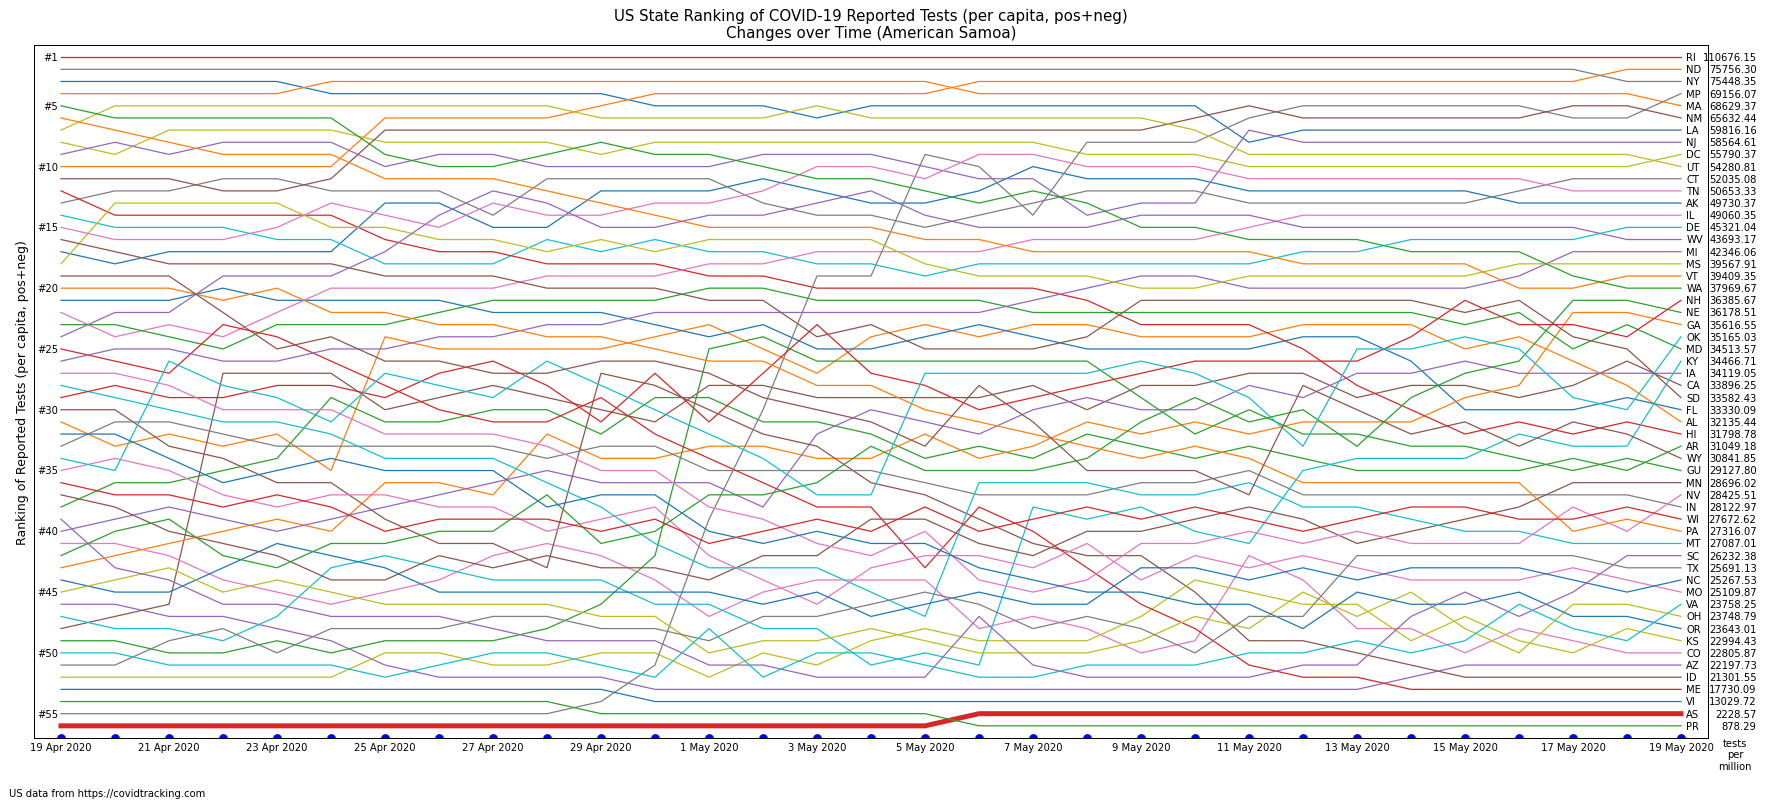 US State Ranking of COVID-19 Reported Tests (per capita, pos+neg)
Changes over Time (American Samoa)
Ranking of Reported Tests (per capita, pos+neg)
#1
#5
#10
#15
#20
#25
#30
#35
#40
#45
#50
#55
RI 110676.15
ND 75756.30
NY 75448.35
MP 69156.07
MA 68629.37
NM 65632.44
LA 59816.16
NJ 58564.61
DC 55790.37
UT 54280.81
CT 52035.08
TN 50653.33
AK 49730.37
IL 49060.35
DE 45321.04
WV 43693.17
MI 42346.06
MS 39567.91
VT 39409.35
WA 37969.67
NH 36385.67
NE 36178.51
GA 35616.55
OK 35165.03
MD 34513.57
KY 34466.71
IA 34119.05
CA 33896.25
SD 33582.43
FL 33330.09
AL 32135.44
HI 31798.78
AR 31049.18
WY 30841.85
GU 29127.80
MN 28696.02
NV 28425.51
IN 28122.97
WI 27672.62
PA 27316.07
MT 27087.01
SC 26232.38
TX 25691.13
NC 25267.53
MO 25109.87
VA 23758.25
OH 23748.79
OR 23643.01
KS 22994.43
CO 22805.87
AZ 22197.73
ID 21301.55
ME 17730.09
VI 13029.72
AS 2228.57
PR 878.29
19 Apr 2020 21 Apr 2020 23 Apr 2020 25 Apr 2020 27 Apr 2020 29 Apr 2020 1 May 2020 3 May 2020 5 May 2020 7 May 2020 9 May 2020 11 May 2020 13 May 2020 15 May 2020 17 May 2020 19 May 2020
tests
per
million
US data from https://covidtracking.com